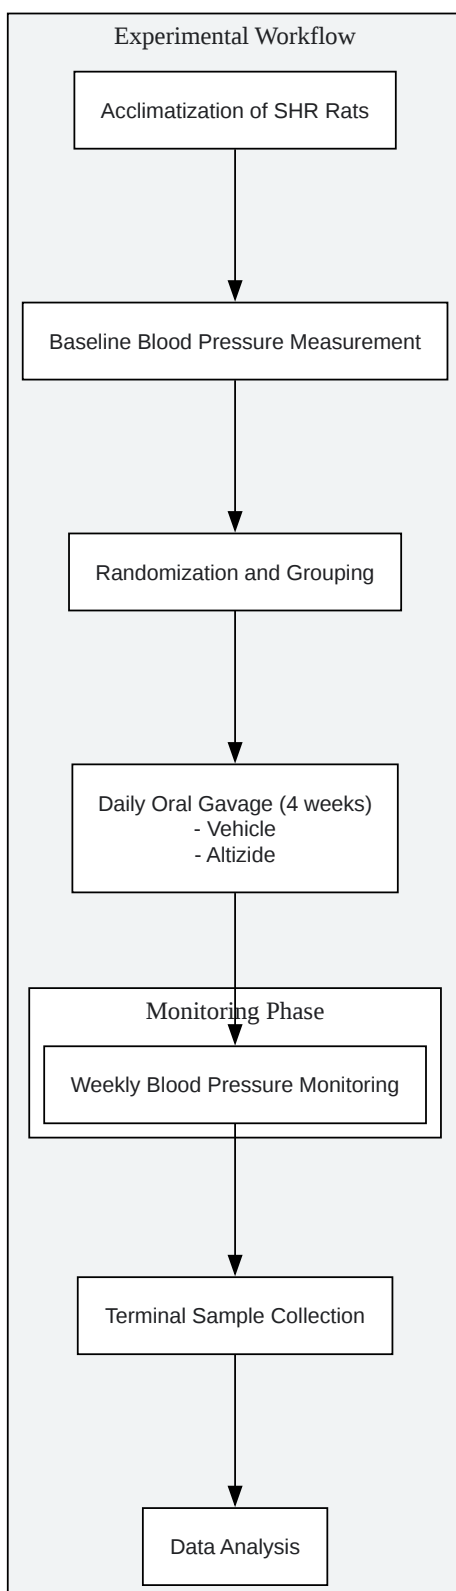 Experimental Workflow
Acclimatization of SHR Rats
Baseline Blood Pressure Measurement
Randomization and Grouping
Daily Oral Gavage (4 weeks)
- Vehicle
- Altizide
Monitoring Phase
Weekly Blood Pressure Monitoring
Terminal Sample Collection
Data Analysis